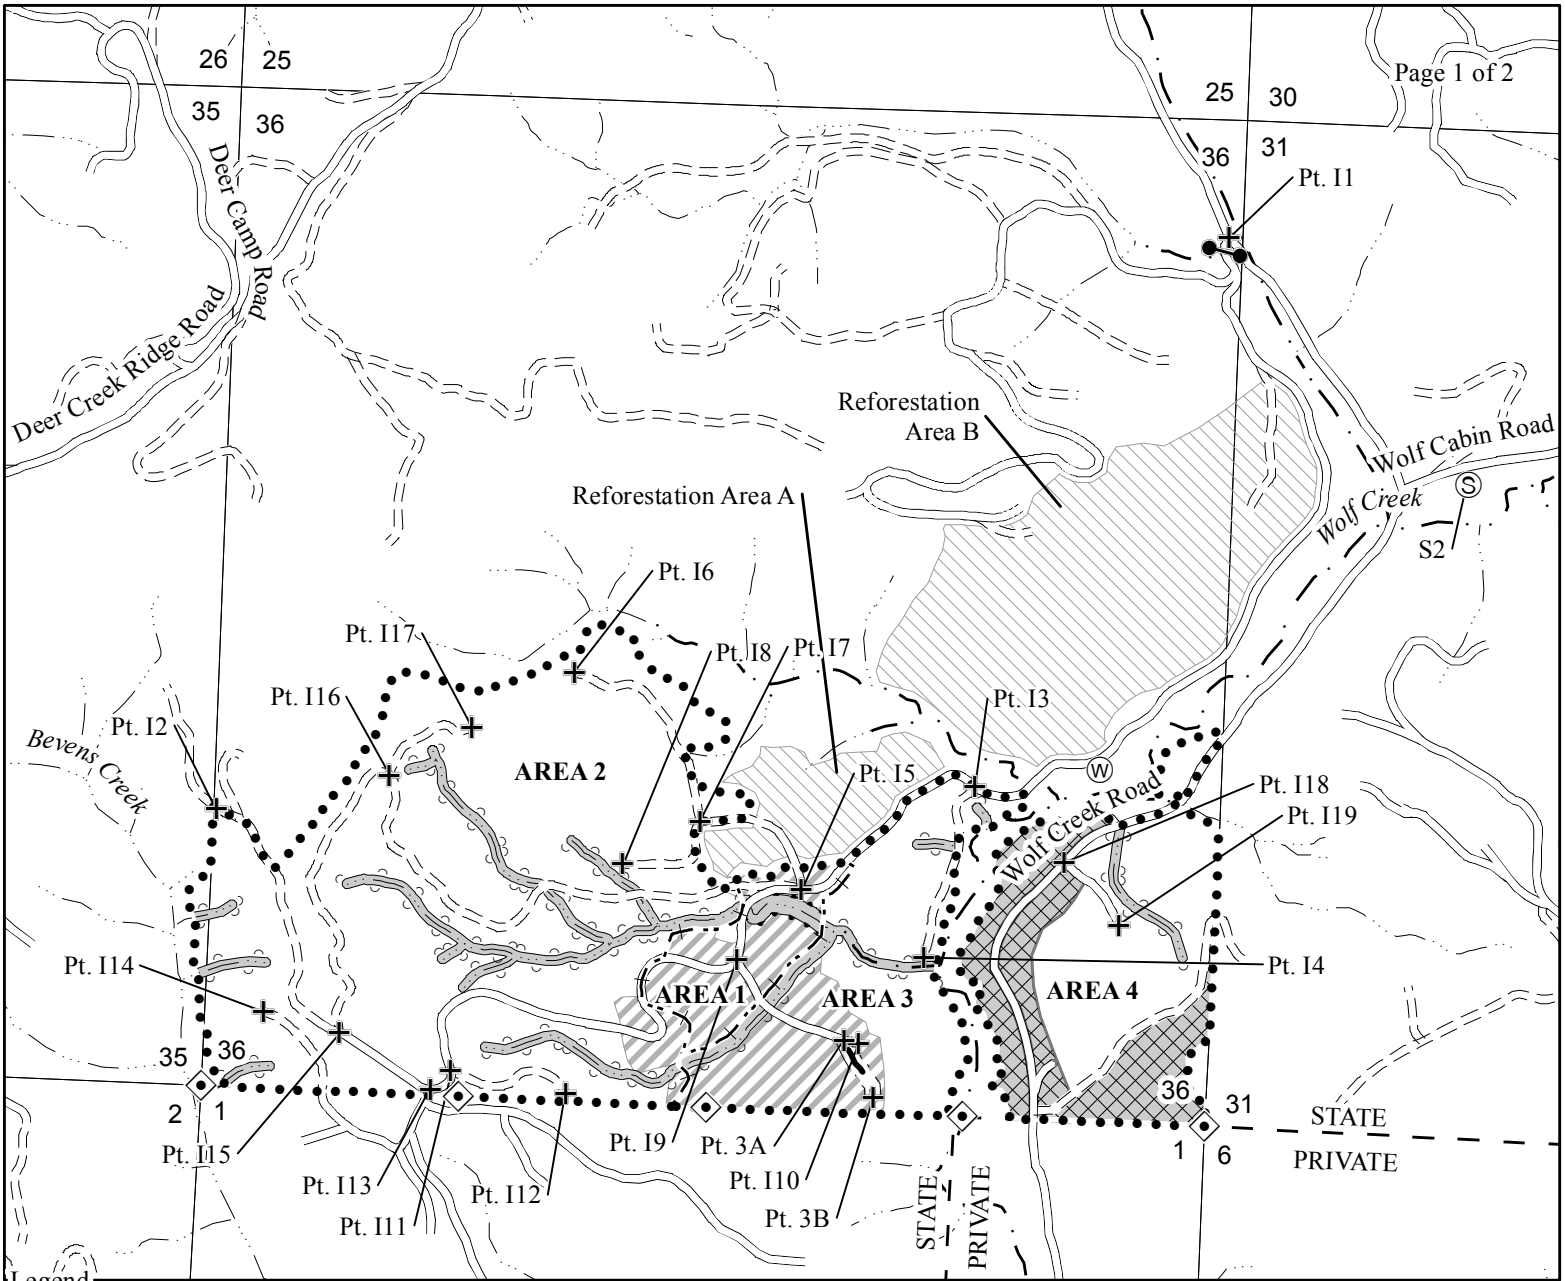 26 25
35 36
25 30
36 31
Page 1 of 2
Pt. I1
Deer Camp Road
Deer Creek Ridge Road
Reforestation
Area B
Wolf Cabin Road
Wolf Creek
S
S2
Reforestation Area A
Pt. I6
Pt. I17
Pt. I8
Pt. I7
Pt. I16
Pt. I3
Pt. I2
Bevens Creek
AREA 2
Pt. I5
W
Wolf Creek Road
Pt. I18
Pt. I19
Pt. I14
Pt. I4
AREA 1
AREA 3
AREA 4
35 36
2 1
36 31
1 6
STATE
PRIVATE
Pt. I15
Pt. I9
Pt. 3A
Pt. I13
Pt. I12
Pt. I10
Pt. I11
Pt. 3B
STATE
PRIVATE
Legend